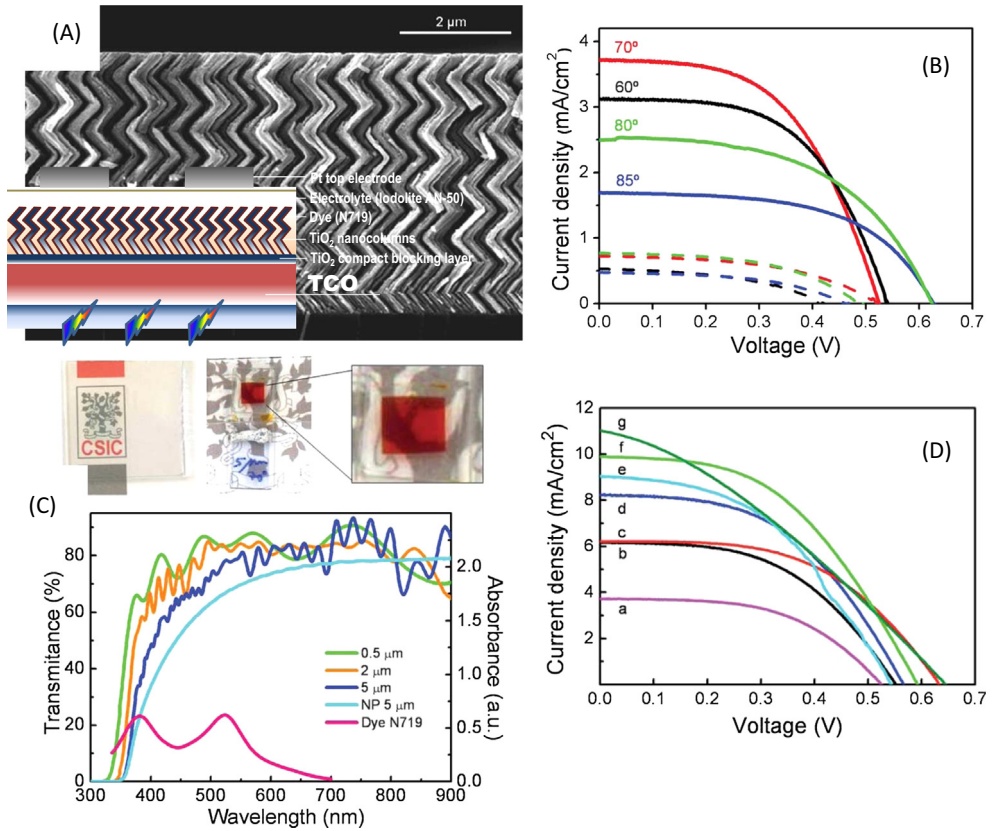 (A)
2 μm
Pt top electrode
Electrolyte (Iodolite AN-50)
Dye (N719)
TiO₂ nanocolumns
TiO₂ compact blocking layer
TCO
CSIC
(B)
Current density (mA/cm²)
4
3
2
1
0
70º
60º
80º
85º
0.0 0.1 0.2 0.3 0.4 0.5 0.6 0.7
Voltage (V)
(C)
Transmitance (%)
80
60
40
20
0
0.5 μm
2 μm
5 μm
NP 5 μm
Dye N719
2.0
1.5
1.0
0.5
0.0
Absorbance (a.u.)
300 400 500 600 700 800 900
Wavelength (nm)
(D)
Current density (mA/cm²)
12
10
8
6
4
2
g
f
e
d
c
b
a
0.0 0.1 0.2 0.3 0.4 0.5 0.6 0.7
Voltage (V)